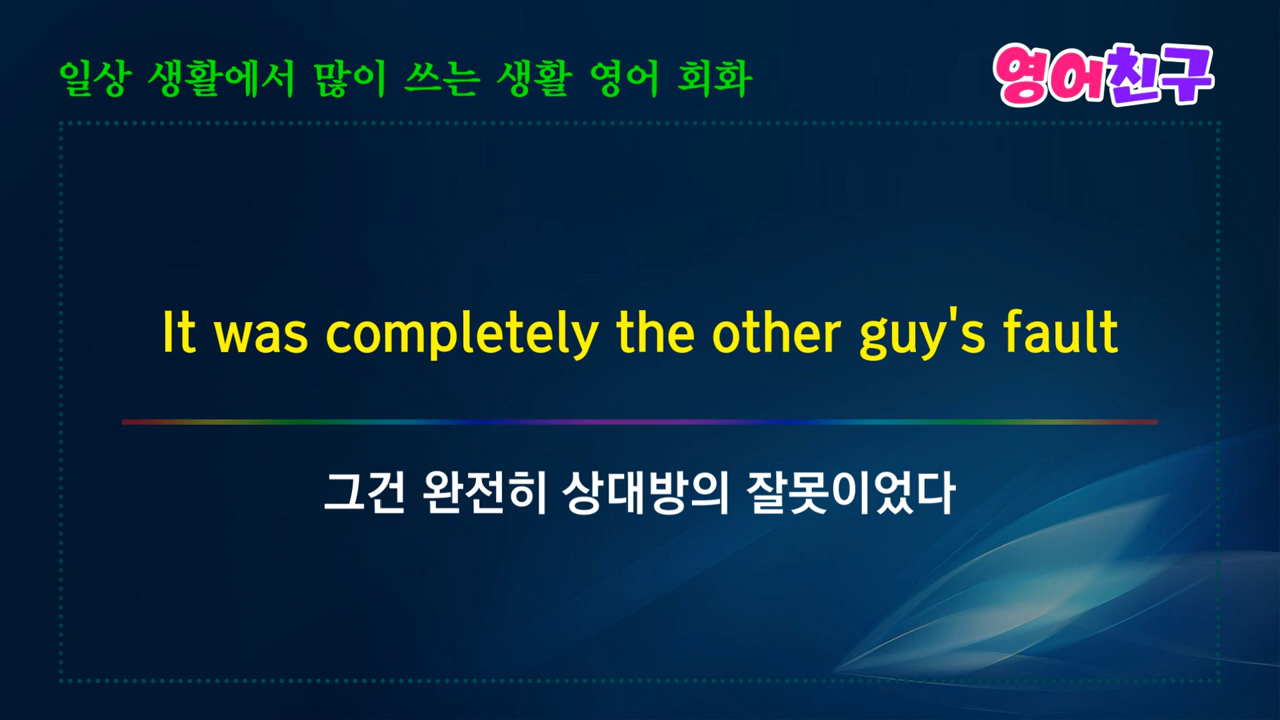 일상 생활에서 많이 쓰는 생활 영어 회화
영어친구
It was completely the other guy's fault
그건 완전히 상대방의 잘못이었다